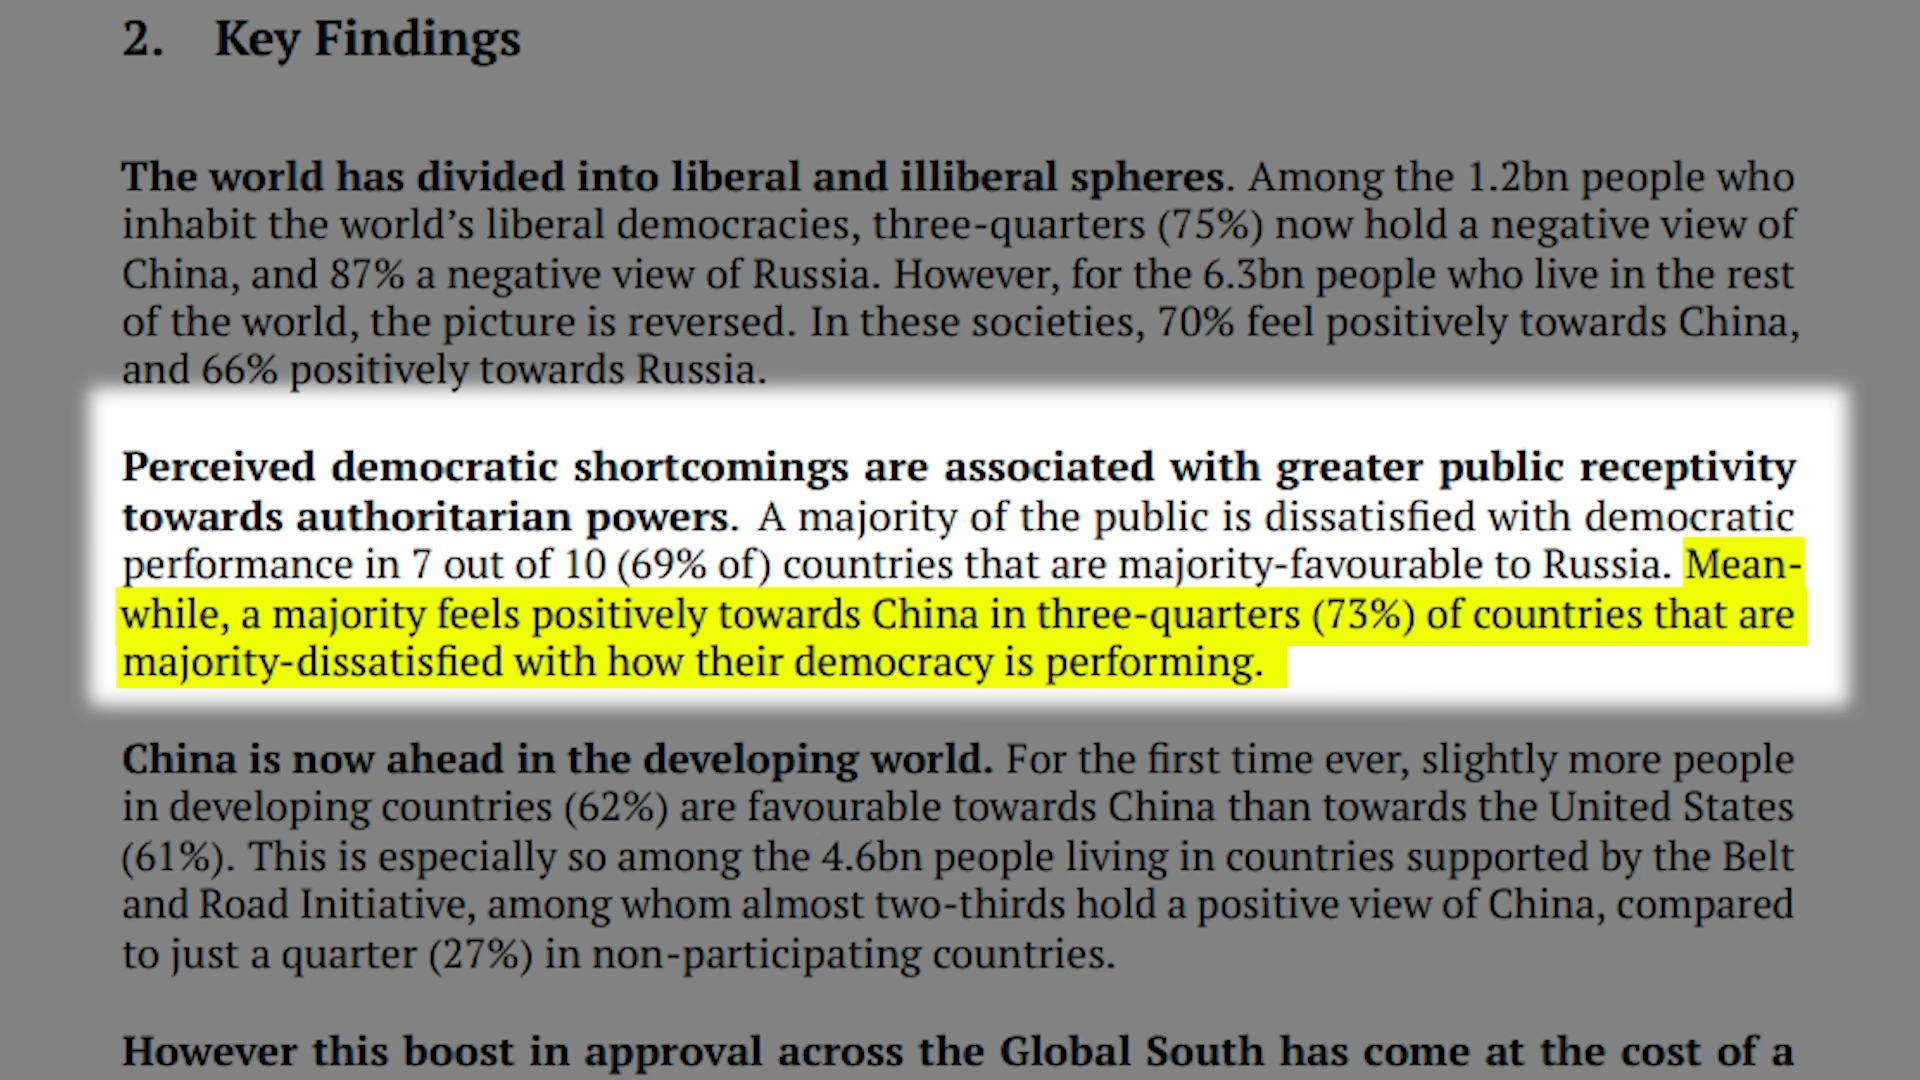 2. Key Findings
The world has divided into liberal and illiberal spheres. Among the 1.2bn people who
inhabit the world’s liberal democracies, three-quarters (75%) now hold a negative view of
China, and 87% a negative view of Russia. However, for the 6.3bn people who live in the rest
of the world, the picture is reversed. In these societies, 70% feel positively towards China,
and 66% positively towards Russia.
Perceived democratic shortcomings are associated with greater public receptivity
towards authoritarian powers. A majority of the public is dissatisfied with democratic
performance in 7 out of 10 (69% of) countries that are majority-favourable to Russia. Mean-
while, a majority feels positively towards China in three-quarters (73%) of countries that are
majority-dissatisfied with how their democracy is performing.
China is now ahead in the developing world. For the first time ever, slightly more people
in developing countries (62%) are favourable towards China than towards the United States
(61%). This is especially so among the 4.6bn people living in countries supported by the Belt
and Road Initiative, among whom almost two-thirds hold a positive view of China, compared
to just a quarter (27%) in non-participating countries.
However this boost in approval across the Global South has come at the cost of a